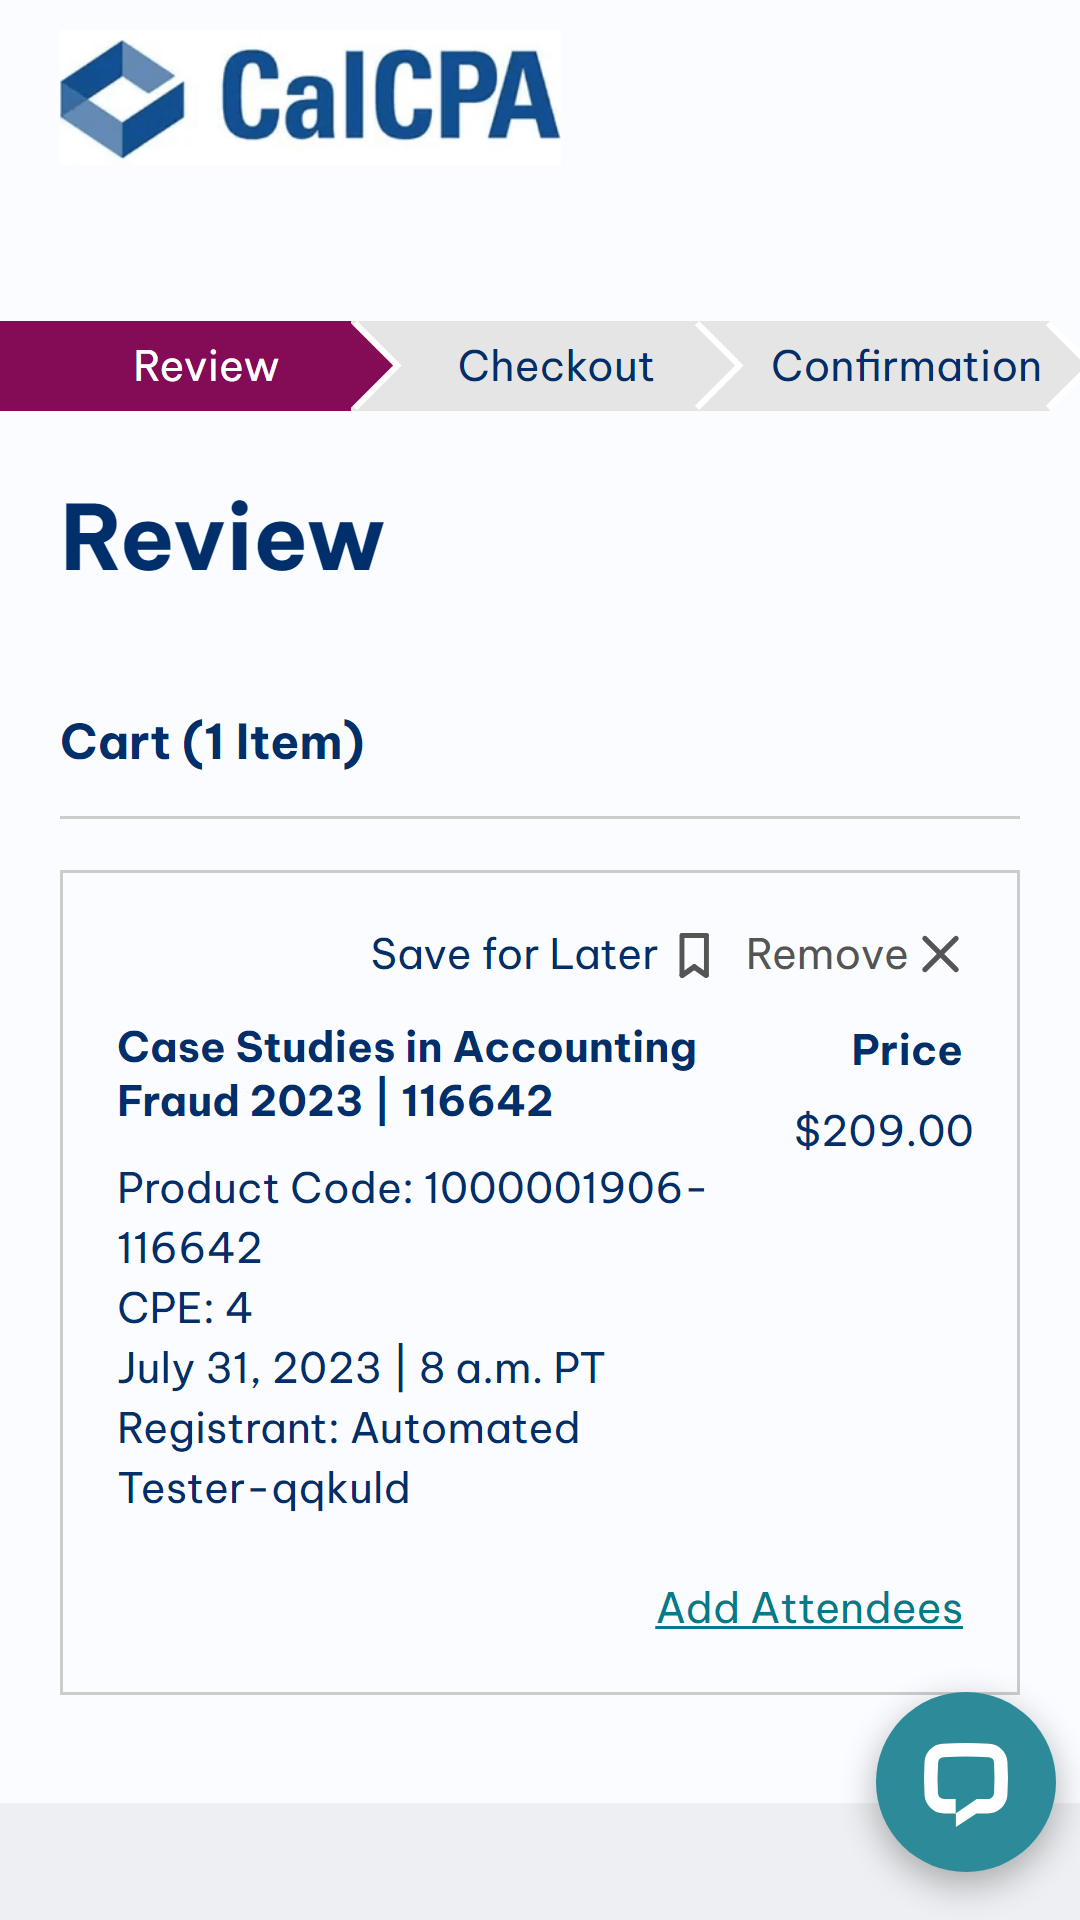 CalCPA
Review
Checkout
Confirmation
Review
Cart (1 Item)
Save for Later
Remove
Case Studies in Accounting
Fraud 2023 | 116642
Price
$209.00
Product Code: 1000001906-
116642
CPE: 4
July 31, 2023 | 8 a.m. PT
Registrant: Automated
Tester-qqkuld
Add Attendees